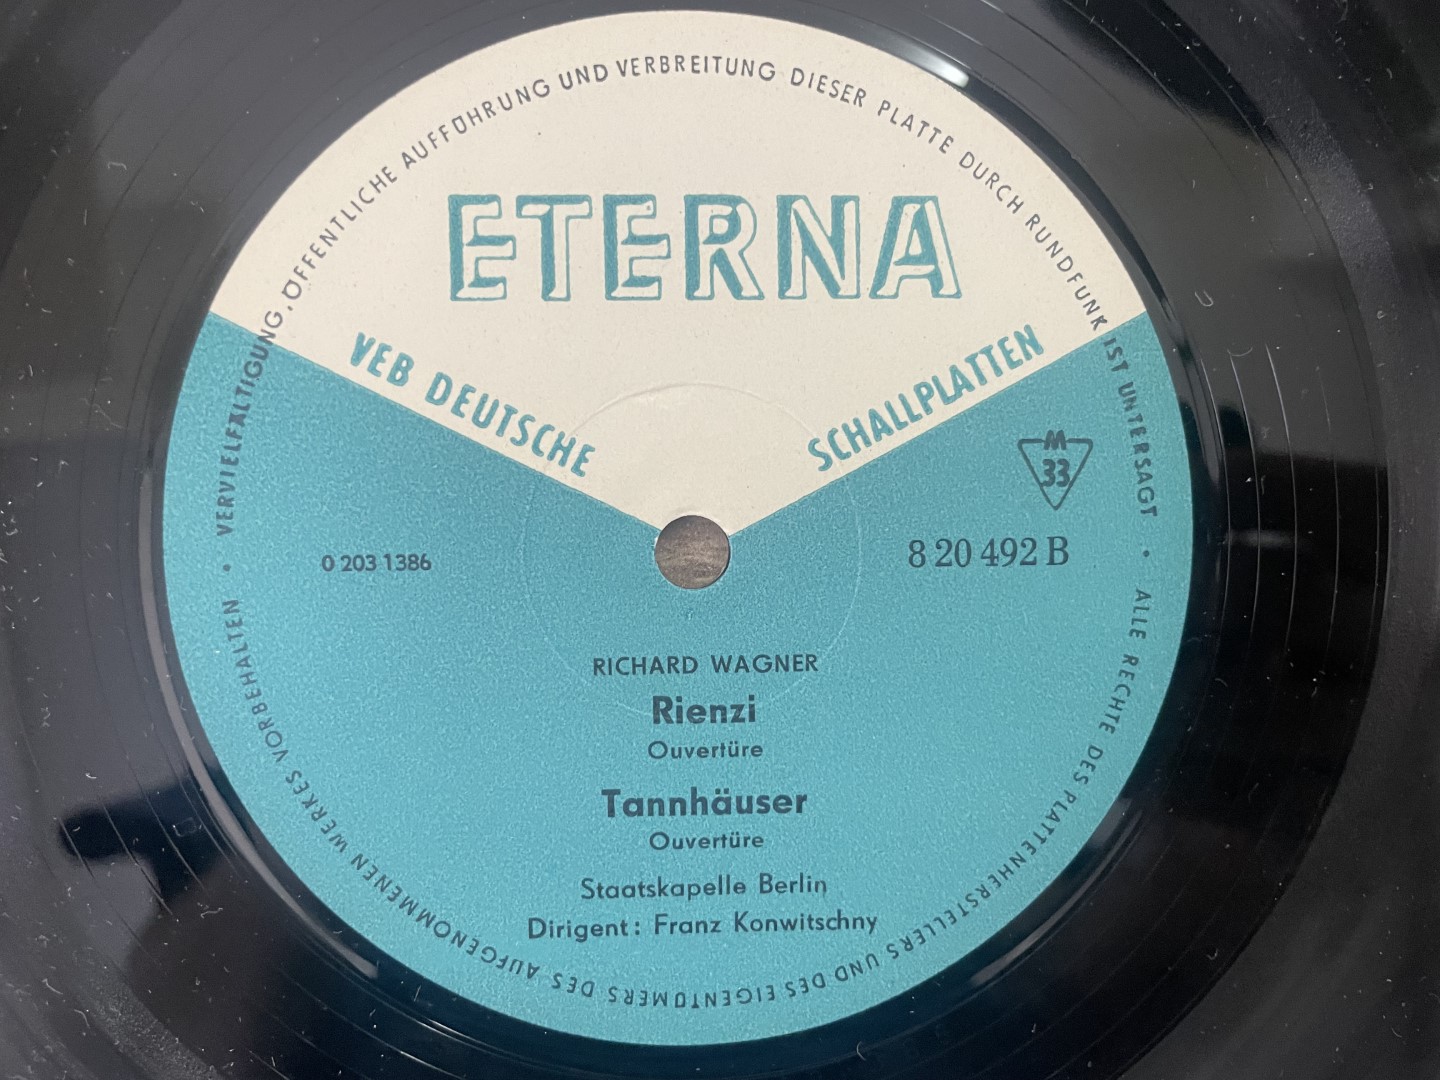 VERVIELFÄLTIGUNG, ÖFFENTLICHE AUFFÜHRUNG UND VERBREITUNG DIESER PLATTE DURCH RUNDFUNK IST UNTERSAGT
ETERNA
VEB DEUTSCHE SCHALLPLATTEN
M
33
0 203 1386
8 20 492 B
RICHARD WAGNER
Rienzi
Ouvertüre
Tannhäuser
Ouvertüre
Staatskapelle Berlin
Dirigent: Franz Konwitschny
• ALLE RECHTE DES PLATTENHERSTELLERS UND DES EIGENTÜMERS DES AUFGENOMMENEN WERKES VORBEHALTEN •